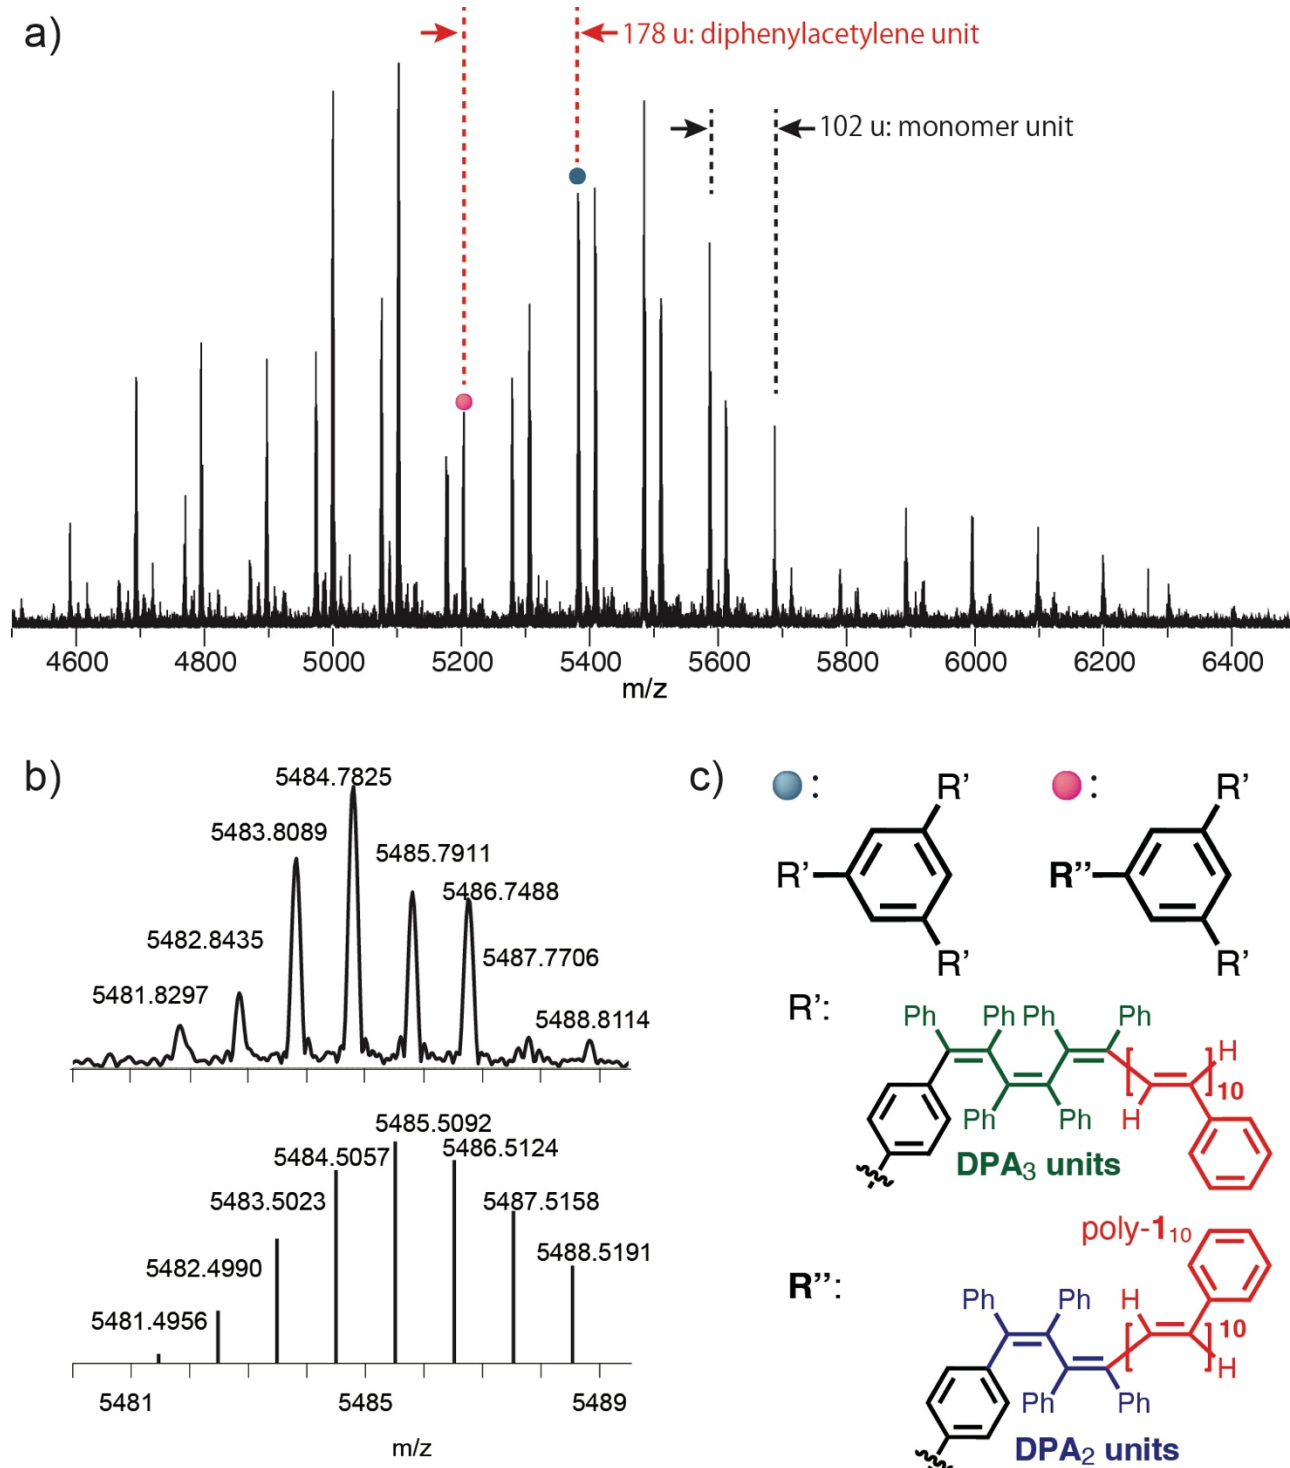 a)
178 u: diphenylacetylene unit
102 u: monomer unit
4600 4800 5000 5200 5400 5600 5800 6000 6200 6400
m/z
b)
5484.7825
5483.8089
5485.7911
5486.7488
5482.8435
5487.7706
5481.8297
5488.8114
5485.5092
5484.5057
5486.5124
5483.5023
5487.5158
5482.4990
5488.5191
5481.4956
5481 5485 5489
m/z
c)
: R' : R'
R' R''
R' R'
R':
Ph Ph Ph Ph
H
10
Ph Ph H
DPA3 units
poly-110
R'':
Ph Ph H
10
H
Ph Ph
DPA2 units